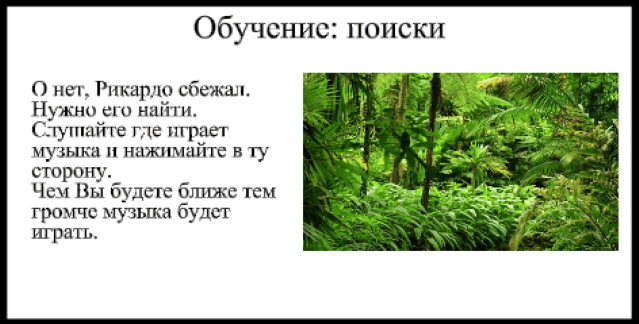 Обучение: поиски
О нет, Рикардо сбежал.
Нужно его найти.
Слушайте где играет
музыка и нажимайте в ту
сторону.
Чем Вы будете ближе тем
громче музыка будет
играть.